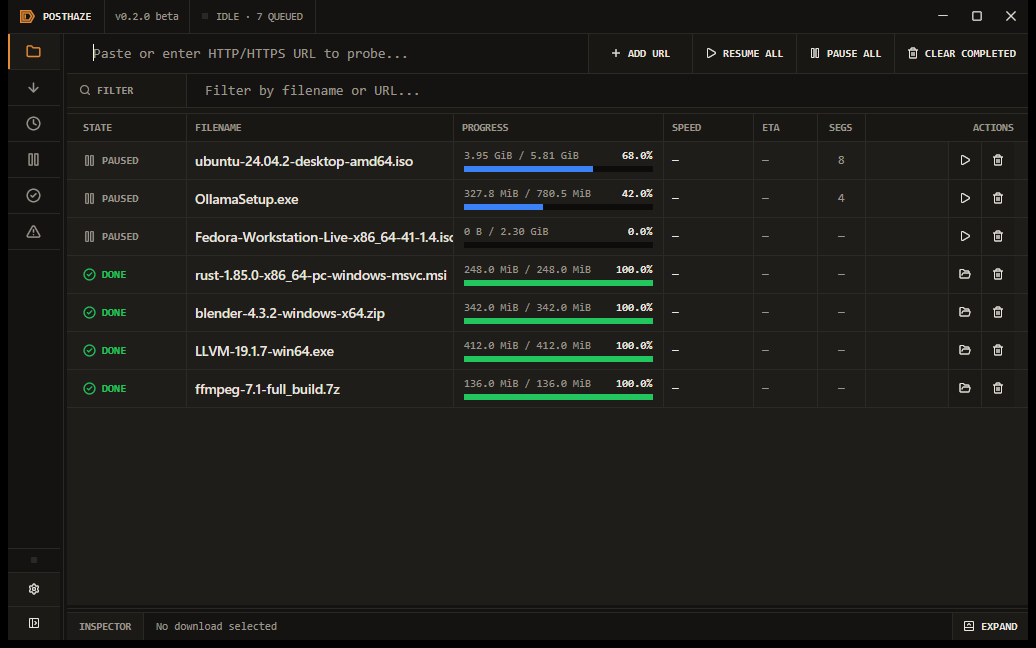 POSTHAZE v0.2.0 beta IDLE · 7 QUEUED
Paste or enter HTTP/HTTPS URL to probe... ADD URL RESUME ALL PAUSE ALL CLEAR COMPLETED
FILTER Filter by filename or URL...
STATE FILENAME PROGRESS SPEED ETA SEGS ACTIONS
PAUSED ubuntu-24.04.2-desktop-amd64.iso 3.95 GiB / 5.81 GiB 68.0% — — 8
PAUSED OllamaSetup.exe 327.8 MiB / 780.5 MiB 42.0% — — 4
PAUSED Fedora-Workstation-Live-x86_64-41-1.4.iso 0 B / 2.30 GiB 0.0% — — —
DONE rust-1.85.0-x86_64-pc-windows-msvc.msi 248.0 MiB / 248.0 MiB 100.0% — — —
DONE blender-4.3.2-windows-x64.zip 342.0 MiB / 342.0 MiB 100.0% — — —
DONE LLVM-19.1.7-win64.exe 412.0 MiB / 412.0 MiB 100.0% — — —
DONE ffmpeg-7.1-full_build.7z 136.0 MiB / 136.0 MiB 100.0% — — —
INSPECTOR No download selected EXPAND